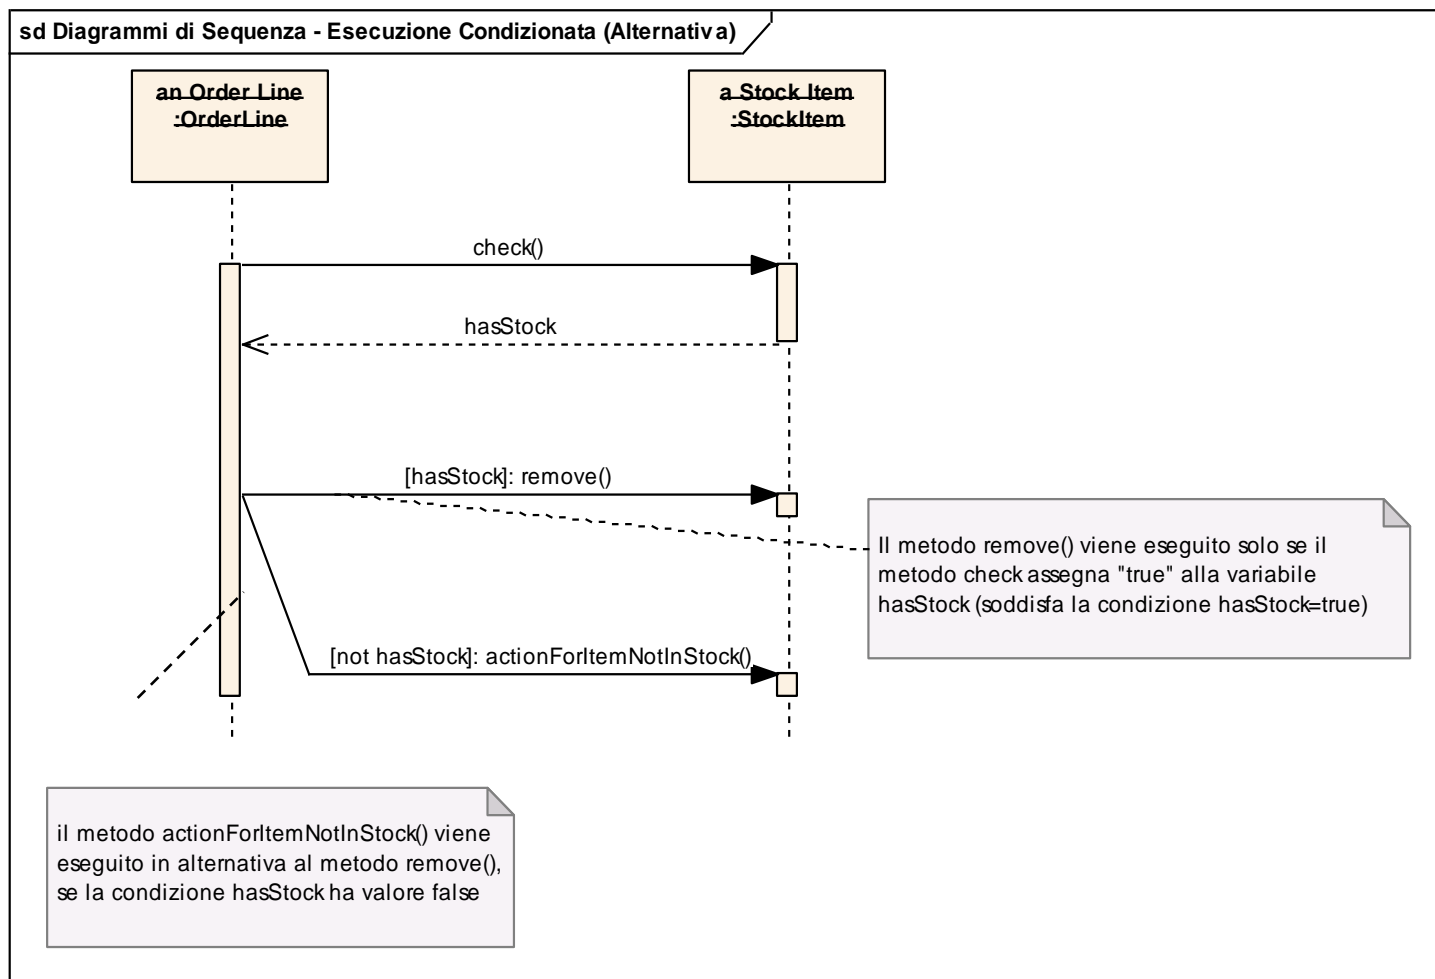 sd Diagrammi di Sequenza - Esecuzione Condizionata (Alternativa)
an Order Line
:OrderLine
a Stock Item
:StockItem
check()
hasStock
[hasStock]: remove()
Il metodo remove() viene eseguito solo se il
metodo check assegna "true" alla variabile
hasStock (soddisfa la condizione hasStock=true)
[not hasStock]: actionForItemNotInStock()
il metodo actionForItemNotInStock() viene
eseguito in alternativa al metodo remove(),
se la condizione hasStock ha valore false